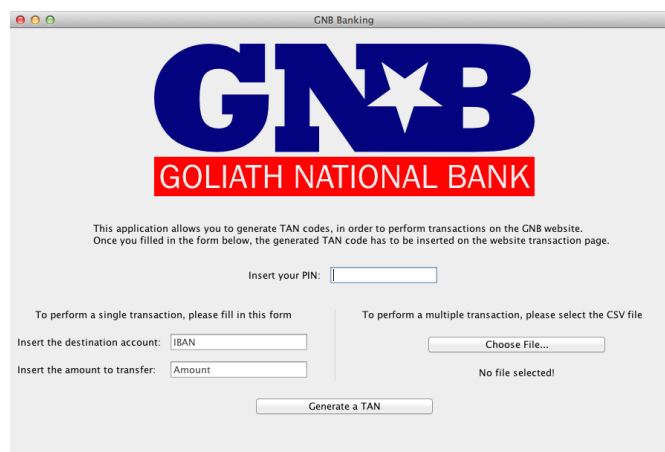 GNB Banking
GNB
GOLIATH NATIONAL BANK
This application allows you to generate TAN codes, in order to perform transactions on the GNB website.
Once you filled in the form below, the generated TAN code has to be inserted on the website transaction page.
Insert your PIN:
To perform a single transaction, please fill in this form
Insert the destination account: IBAN
Insert the amount to transfer: Amount
To perform a multiple transaction, please select the CSV file
Choose File...
No file selected!
Generate a TAN